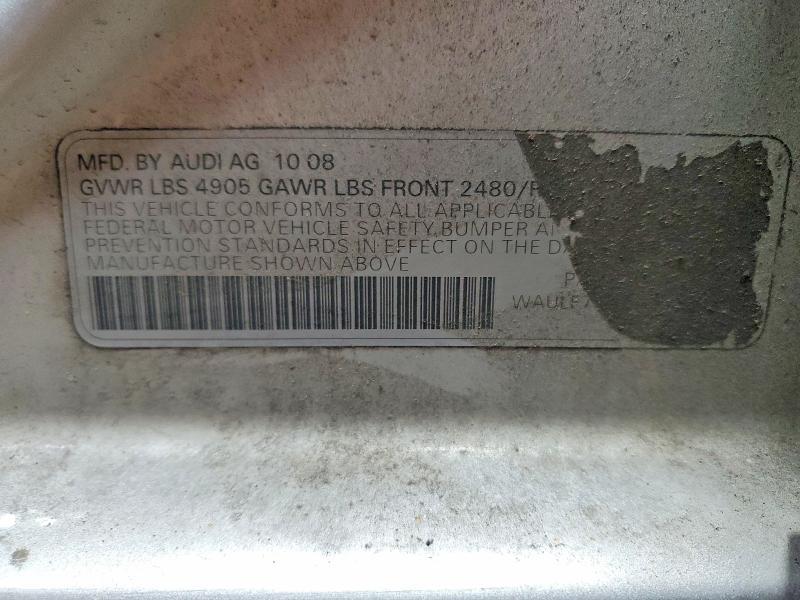 MFD. BY AUDI AG 10 08
GVWR LBS 4905 GAWR LBS FRONT 2480/
THIS VEHICLE CONFORMS TO ALL APPLICABLE
FEDERAL MOTOR VEHICLE SAFETY, BUMPER
PREVENTION STANDARDS IN EFFECT ON THE
MANUFACTURE SHOWN ABOVE
WAULF